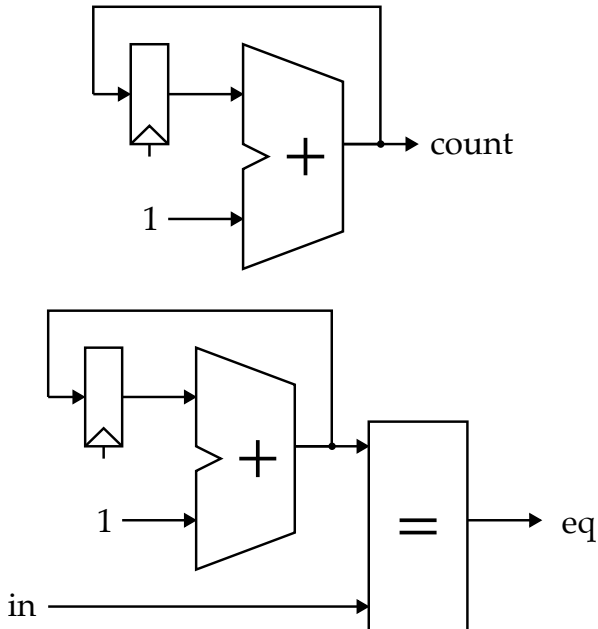 +
count
1
+
1
=
eq
in